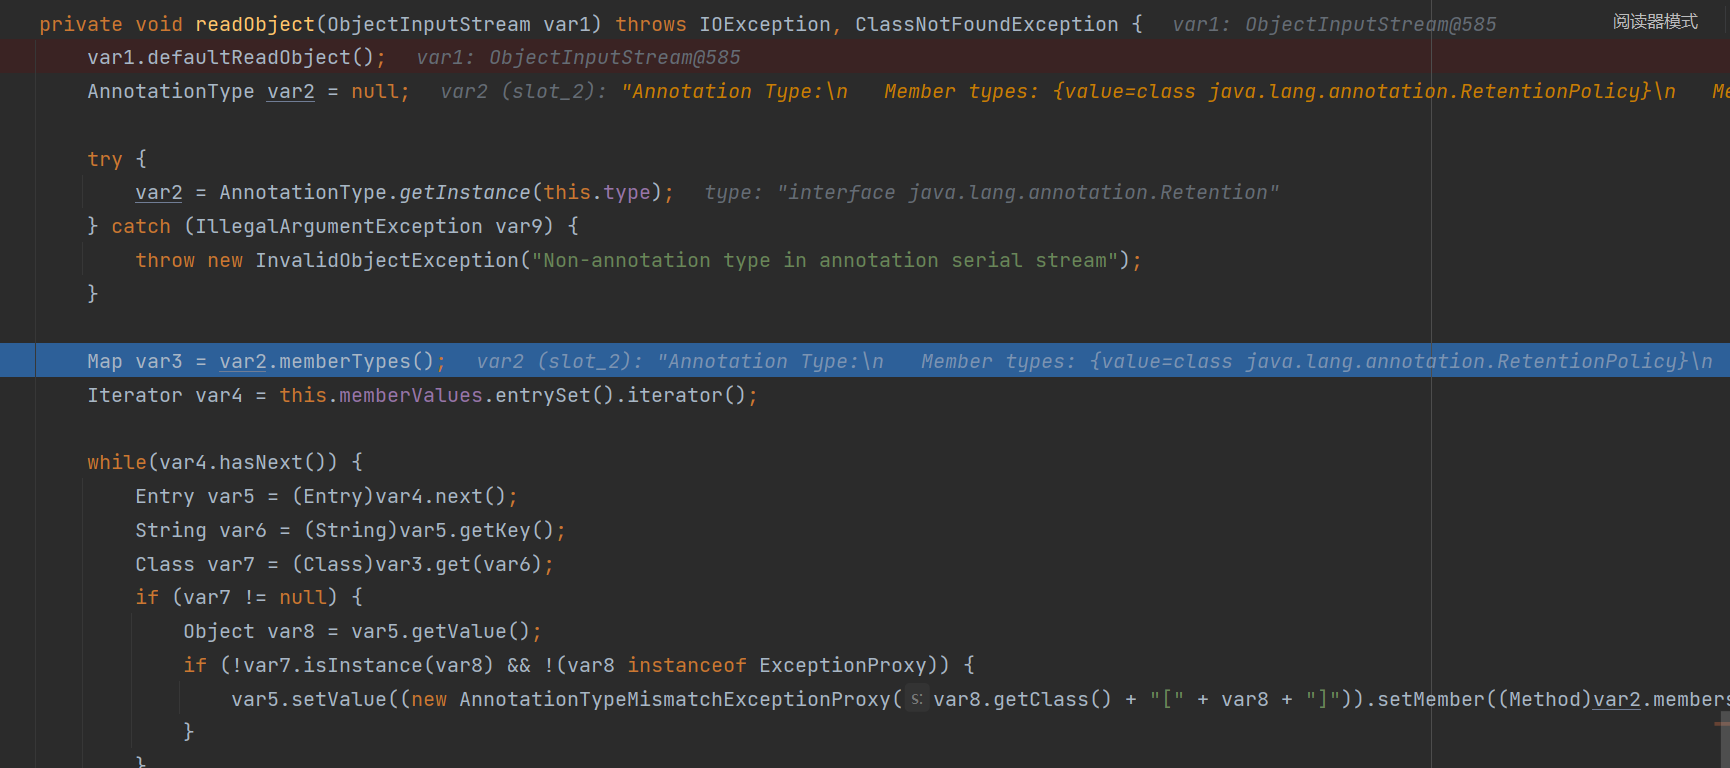 private void readObject(ObjectInputStream var1) throws IOException, ClassNotFoundException {   var1: ObjectInputStream@585   阅读器模式
    var1.defaultReadObject();   var1: ObjectInputStream@585
    AnnotationType var2 = null;   var2 (slot_2): "Annotation Type:\n   Member types: {value=class java.lang.annotation.RetentionPolicy}\n   Me
    try {
        var2 = AnnotationType.getInstance(this.type);   type: "interface java.lang.annotation.Retention"
    } catch (IllegalArgumentException var9) {
        throw new InvalidObjectException("Non-annotation type in annotation serial stream");
    }
    Map var3 = var2.memberTypes();   var2 (slot_2): "Annotation Type:\n   Member types: {value=class java.lang.annotation.RetentionPolicy}\n
    Iterator var4 = this.memberValues.entrySet().iterator();
    while(var4.hasNext()) {
        Entry var5 = (Entry)var4.next();
        String var6 = (String)var5.getKey();
        Class var7 = (Class)var3.get(var6);
        if (var7 != null) {
            Object var8 = var5.getValue();
            if (!var7.isInstance(var8) && !(var8 instanceof ExceptionProxy)) {
                var5.setValue((new AnnotationTypeMismatchExceptionProxy( s: var8.getClass() + "[" + var8 + "]")).setMember((Method)var2.members
            }
        }